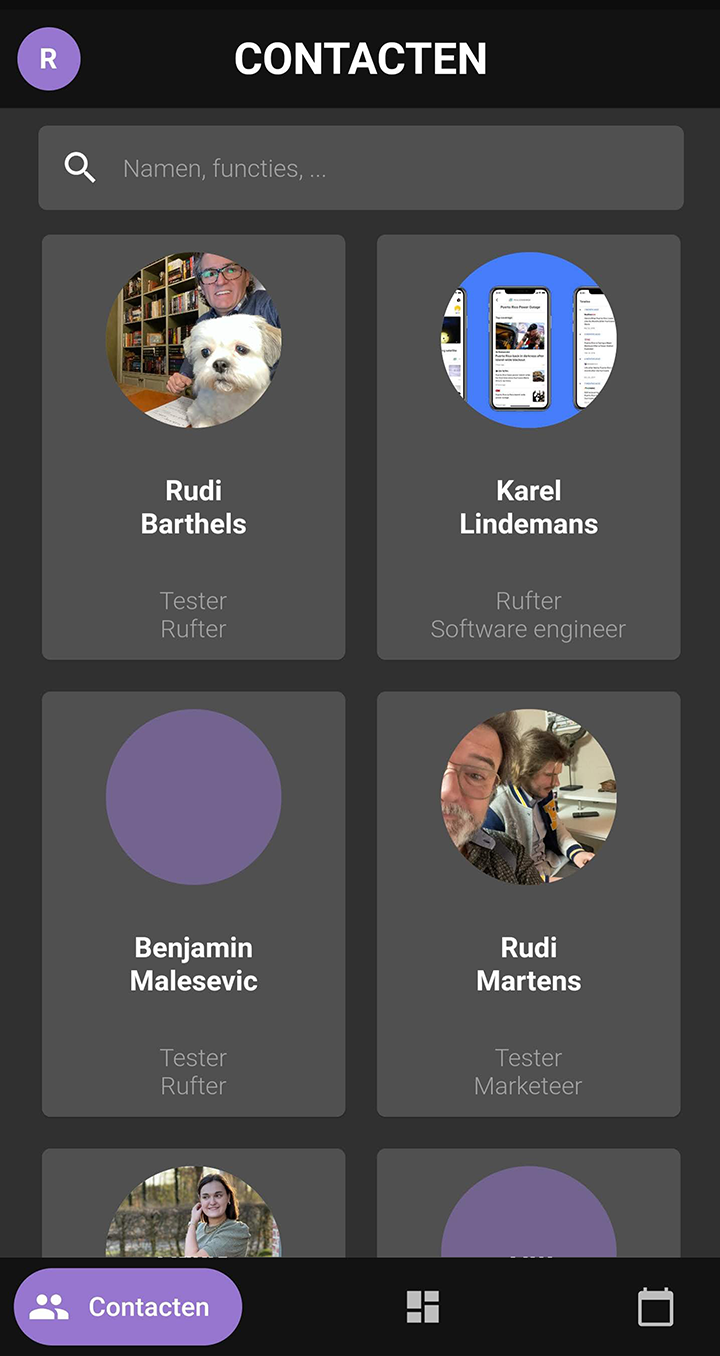 R
CONTACTEN
Namen, functies, ...
Rudi
Barthels
Tester
Rufter
Karel
Lindemans
Rufter
Software engineer
Benjamin
Malesevic
Tester
Rufter
Rudi
Martens
Tester
Marketeer
Contacten